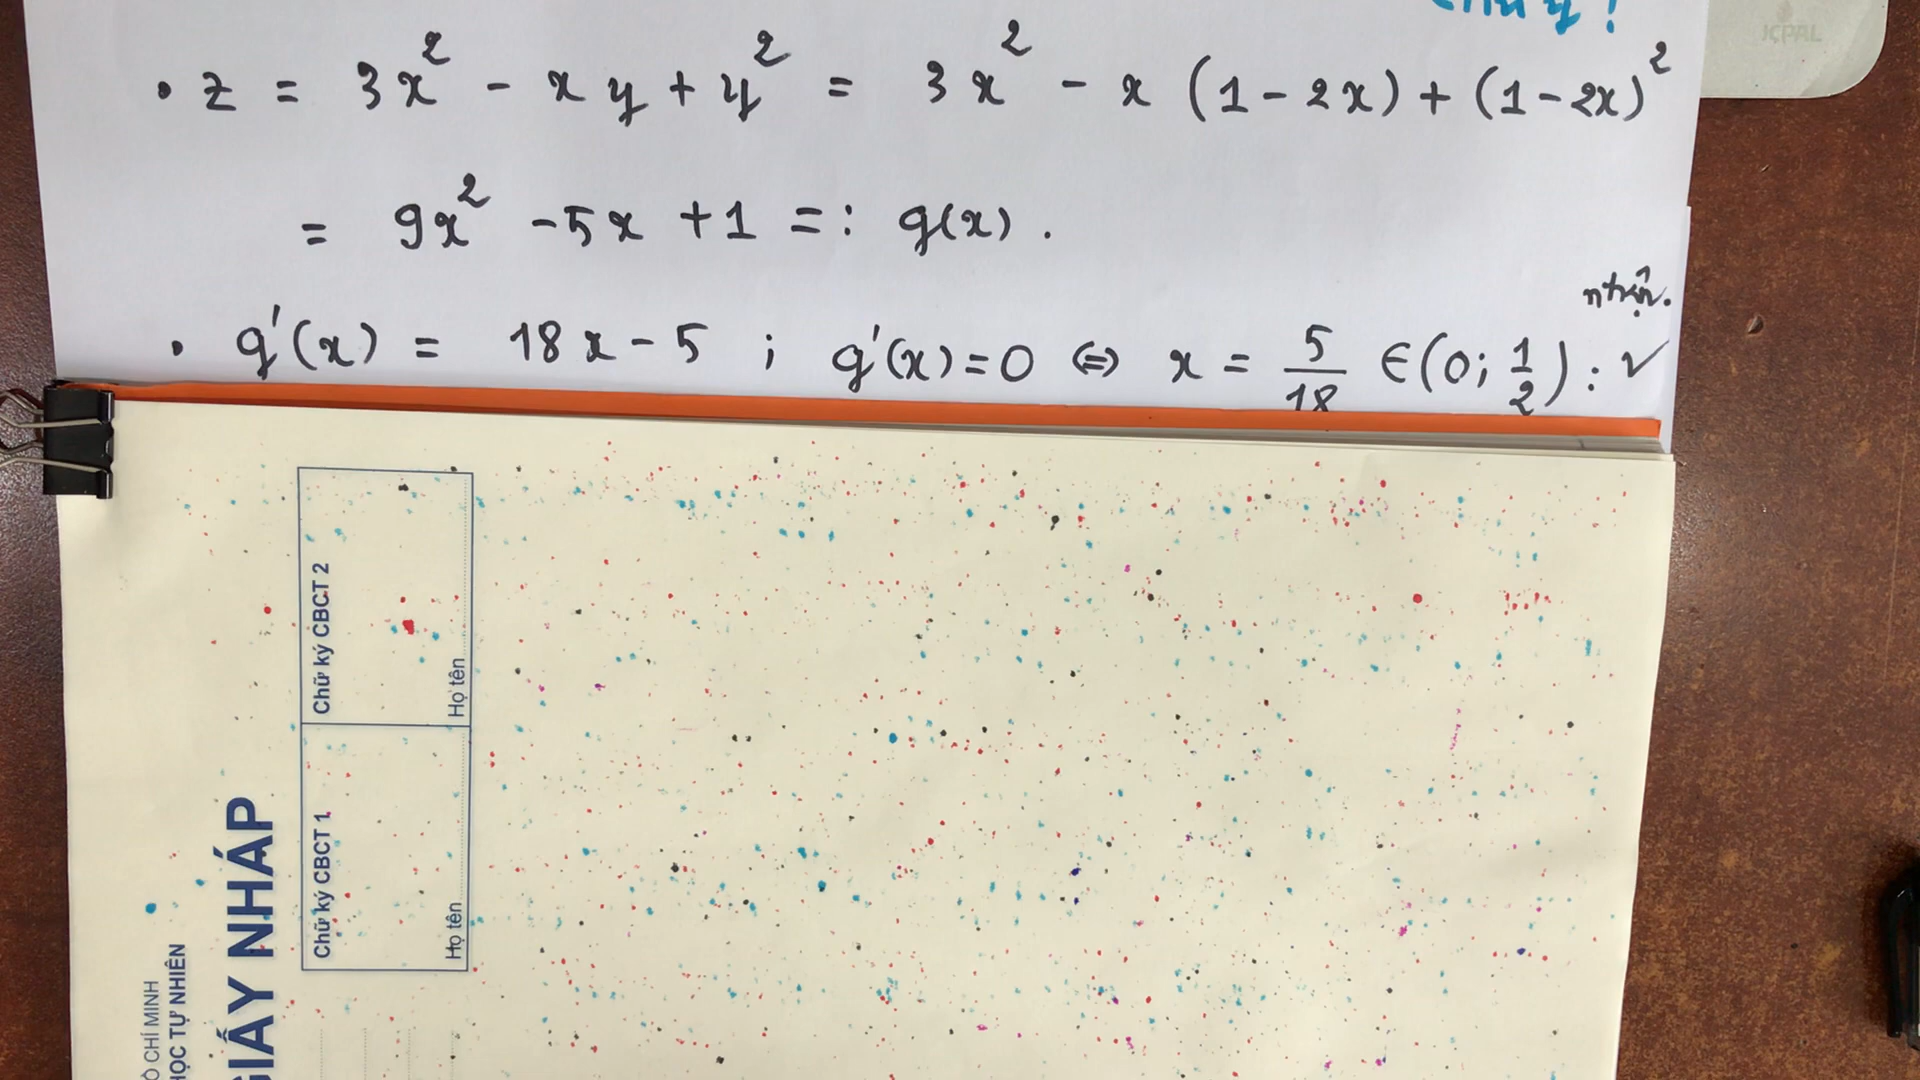 JCPAL
• z = 3x² - xy + y² = 3x² - x (1 - 2x) + (1 - 2x)²
= 9x² - 5x + 1 =: g(x).
nhận.
• g'(x) = 18x - 5 ; g'(x) = 0 ⇔ x = 5/18 ∈ (0; 1/2) : ✓
Chữ ký CBCT 2
Họ tên
Chữ ký CBCT 1
Họ tên
GIẤY NHÁP
HỌC TỰ NHIÊN
CHÍ MINH